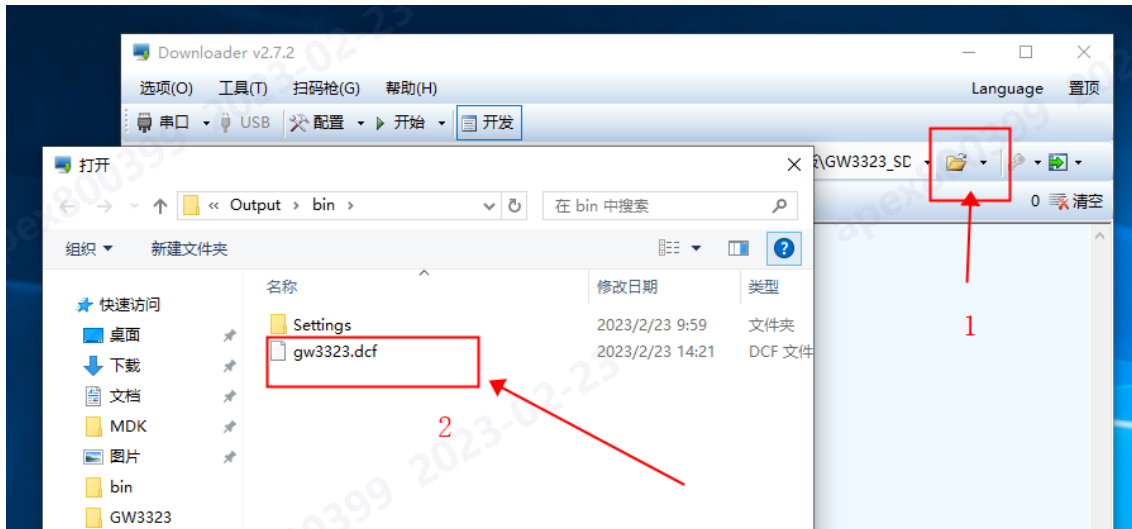 Downloader v2.7.2
选项(O) 工具(T) 扫码枪(G) 帮助(H) Language 置顶
串口 USB 配置 开始 开发
打开 \GW3323_SD
« Output › bin › 在 bin 中搜索 0 清空
组织 新建文件夹
名称 修改日期 类型
快速访问
Settings 2023/2/23 9:59 文件夹
桌面
gw3323.dcf 2023/2/23 14:21 DCF 文件
下载
文档
MDK
图片
bin
GW3323
1
2
apex800399 2023-02-23